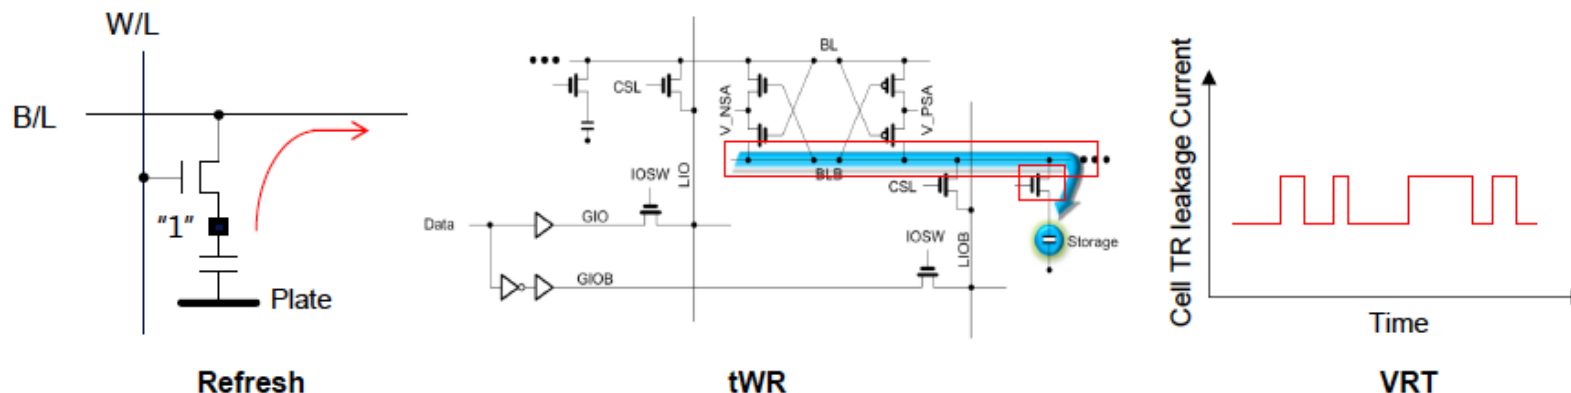 W/L
B/L
"1"
Plate
Refresh
BL
CSL
V_NSA
V_PSA
BLB
CSL
LIO
IOSW
Data
GIO
IOSW
LIOB
Storage
GIOB
tWR
Cell TR leakage Current
Time
VRT